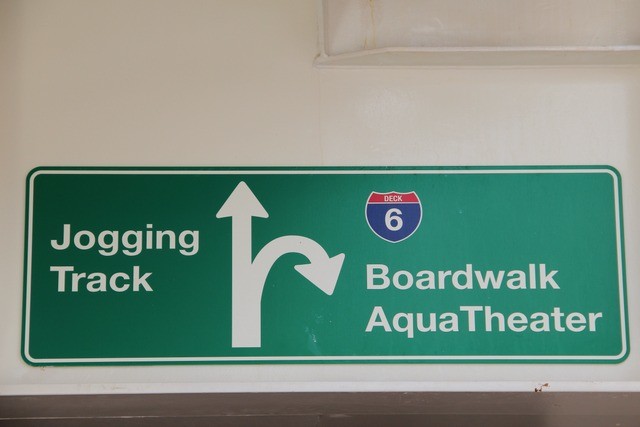 Jogging
Track
DECK
6
Boardwalk
AquaTheater